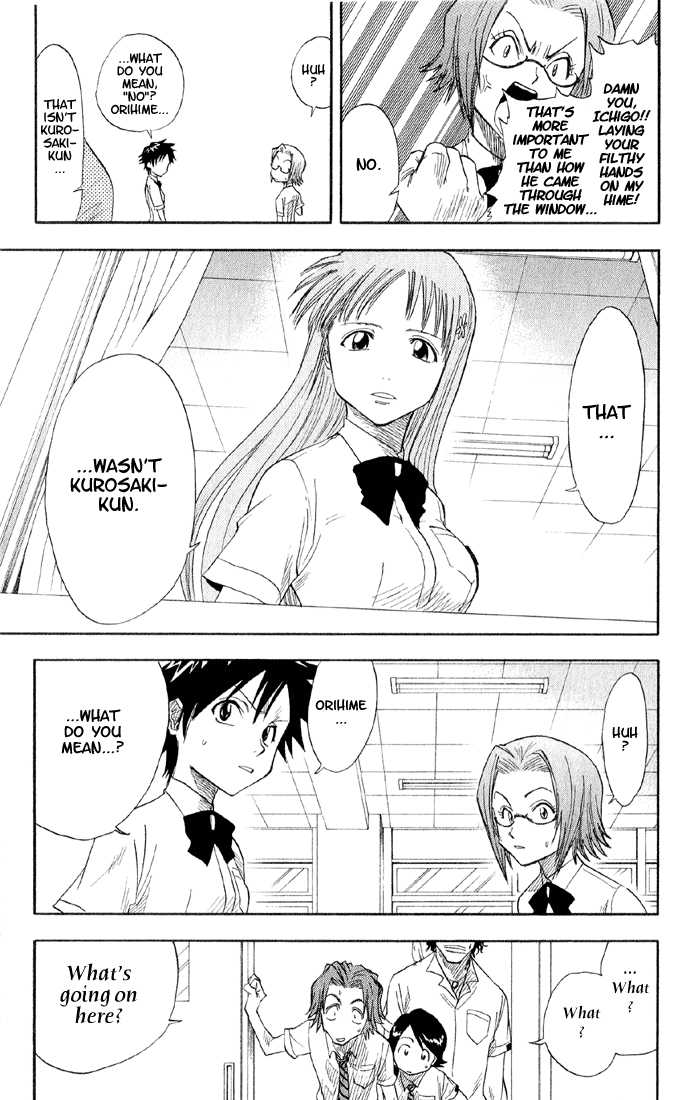 DAMN
YOU,
ICHIGO!!
LAYING
YOUR
FILTHY
HANDS
ON MY
HIME!
THAT'S
MORE
IMPORTANT
TO ME
THAN HOW
HE CAME
THROUGH
THE WINDOW...
NO.
HUH
?
...WHAT
DO YOU
MEAN,
"NO"?
ORIHIME...
THAT
ISN'T
KURO-
SAKI-
KUN
...
THAT
...
...WASN'T
KUROSAKI-
KUN.
HUH
?
ORIHIME
...
...WHAT
DO YOU
MEAN...?
...
What
?
What
?
What's
going on
here?